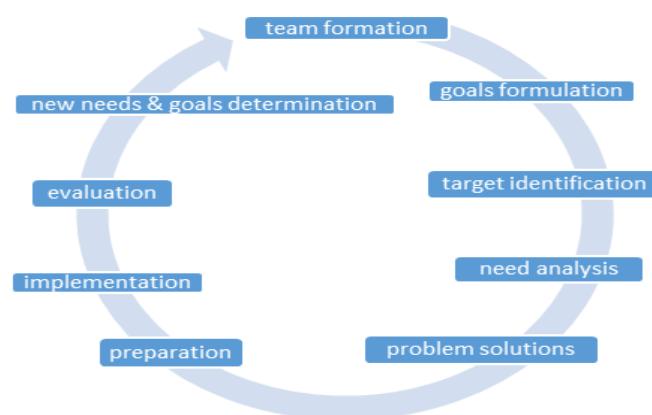 team formation
goals formulation
target identification
need analysis
problem solutions
preparation
implementation
evaluation
new needs & goals determination